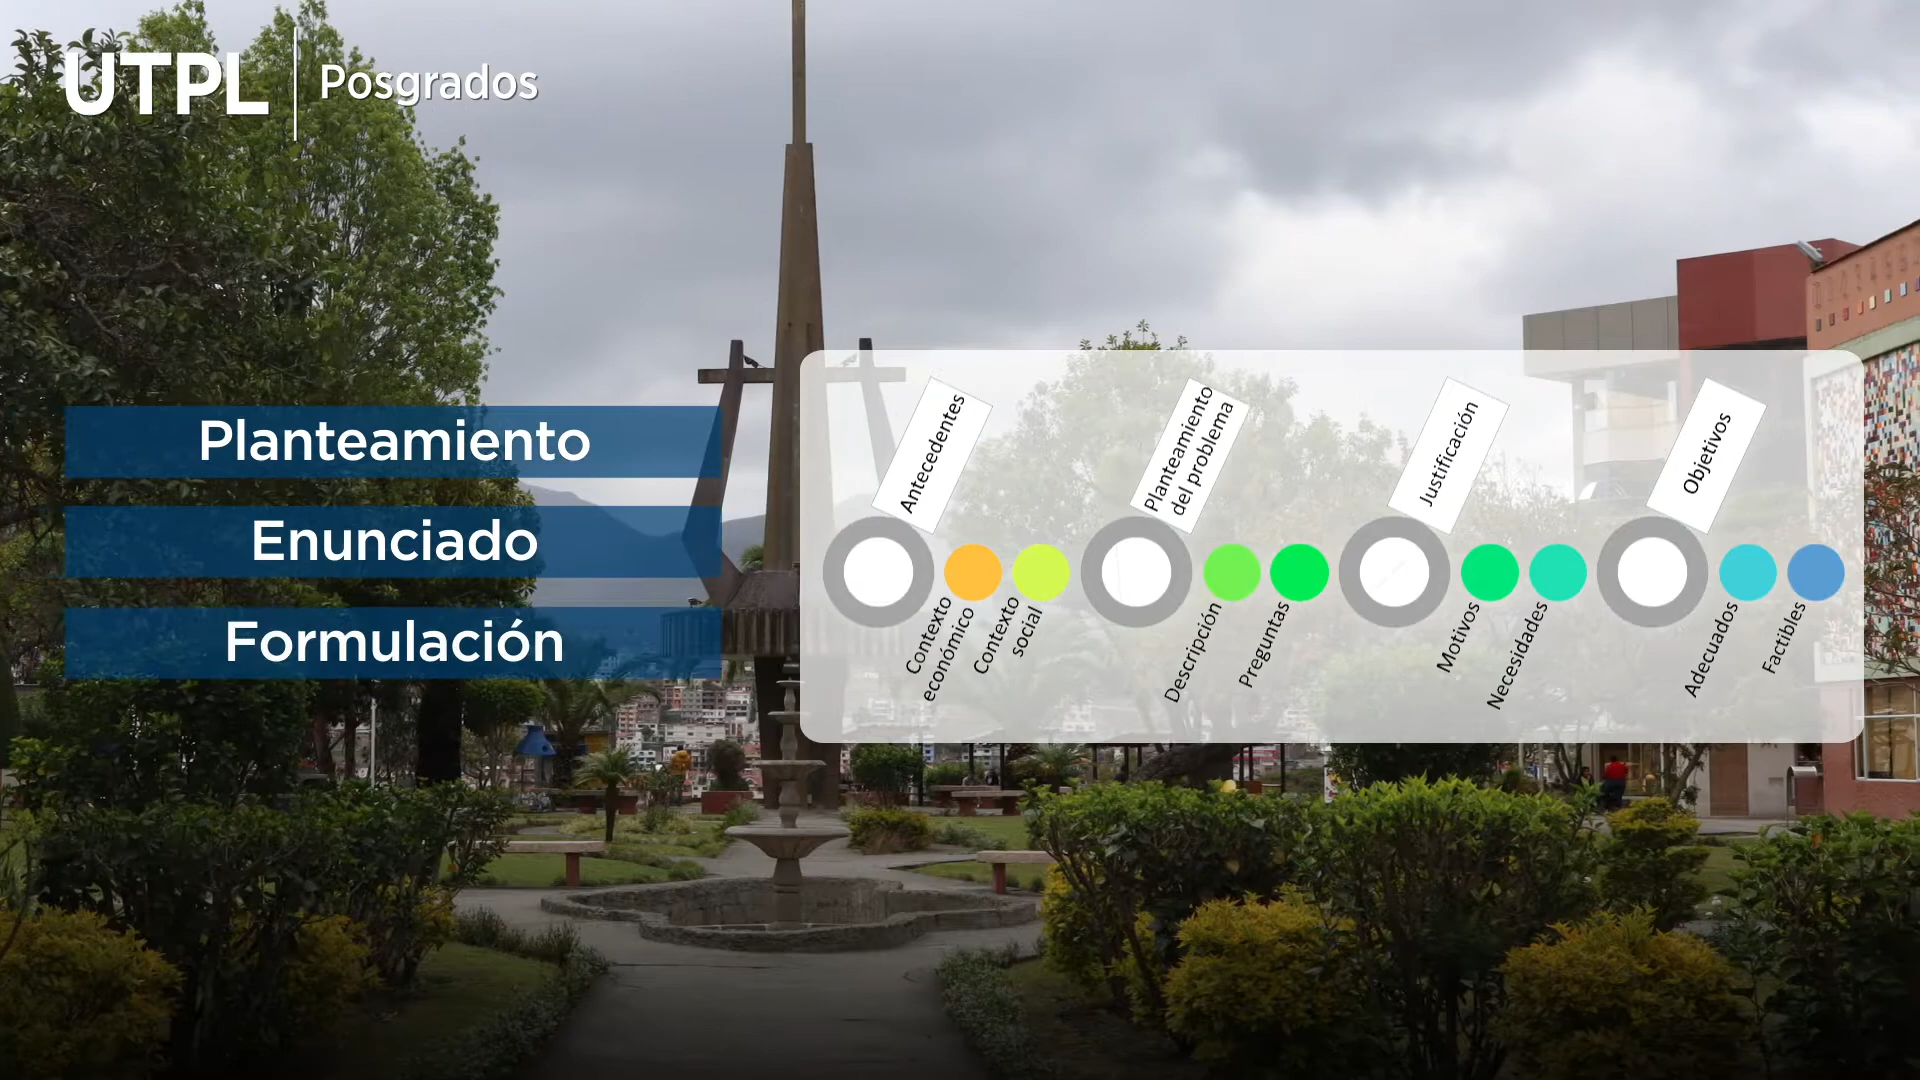 UTPL Posgrados
Planteamiento
Enunciado
Formulación
Antecedentes
Contexto
económico
Contexto
social
Planteamiento
del problema
Descripción
Preguntas
Justificación
Motivos
Necesidades
Objetivos
Adecuados
Factibles